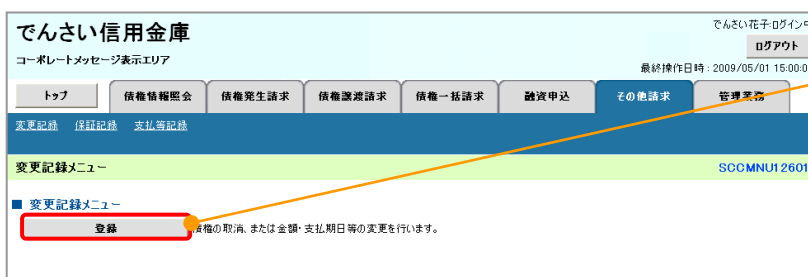 でんさい信用金庫
でんさい花子:ログイン中
コーポレートメッセージ表示エリア
ログアウト
最終操作日時:2009/05/01 15:00:0
トップ 債権情報照会 債権発生請求 債権譲渡請求 債権一括請求 融資申込 その他請求 管理業務
変更記録 保証記録 支払等記録
変更記録メニュー SCCMNU12601
■ 変更記録メニュー
登録 債権の取消、または金額・支払期日等の変更を行います。